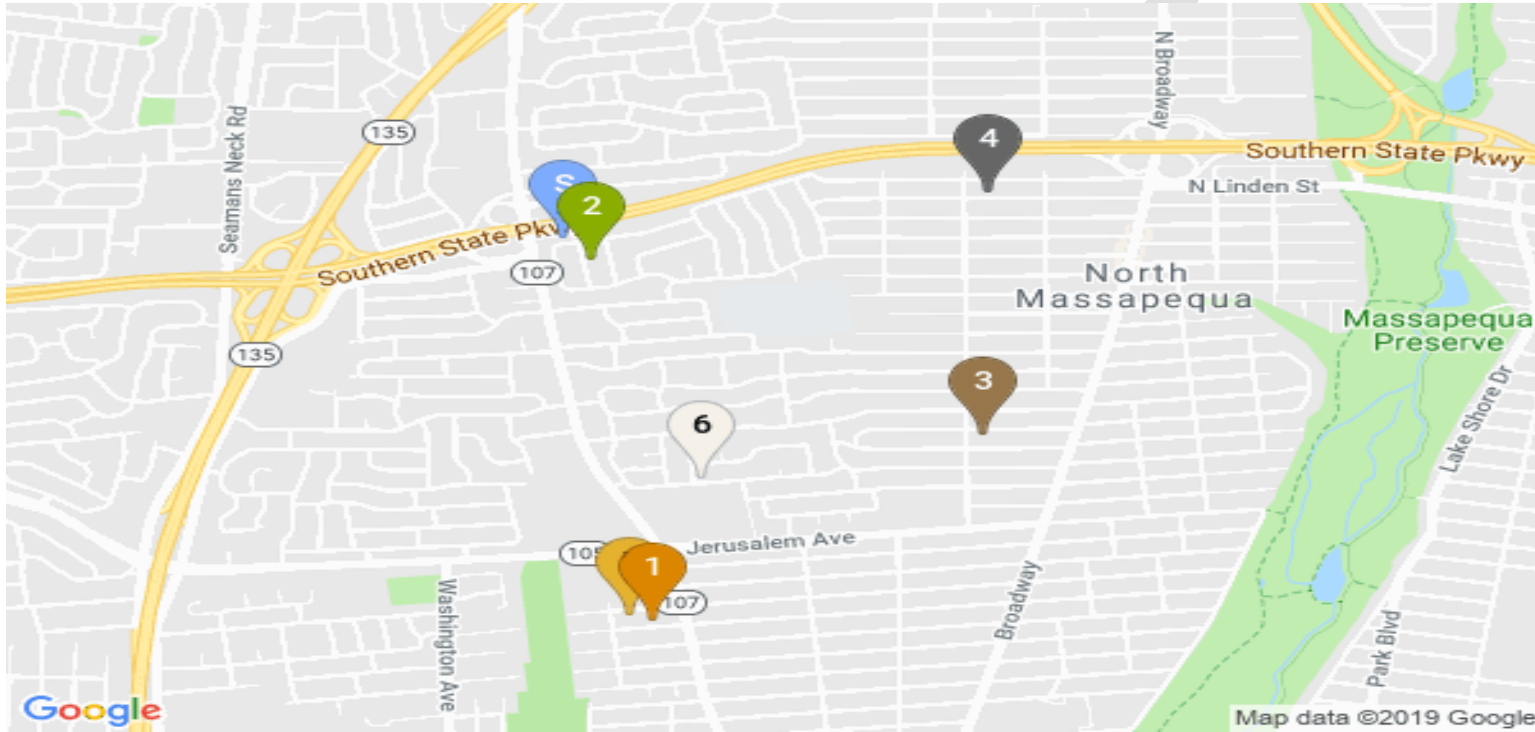 N Broadway
Seamans Neck Rd
135
4
Southern State Pkwy
N Linden St
S
2
Southern State Pkw
107
North
Massapequa
Massapequa
Preserve
135
3
6
Lake Shore Dr
Jerusalem Ave
105
1
107
Washington Ave
Broadway
Park Blvd
Google
Map data ©2019 Google